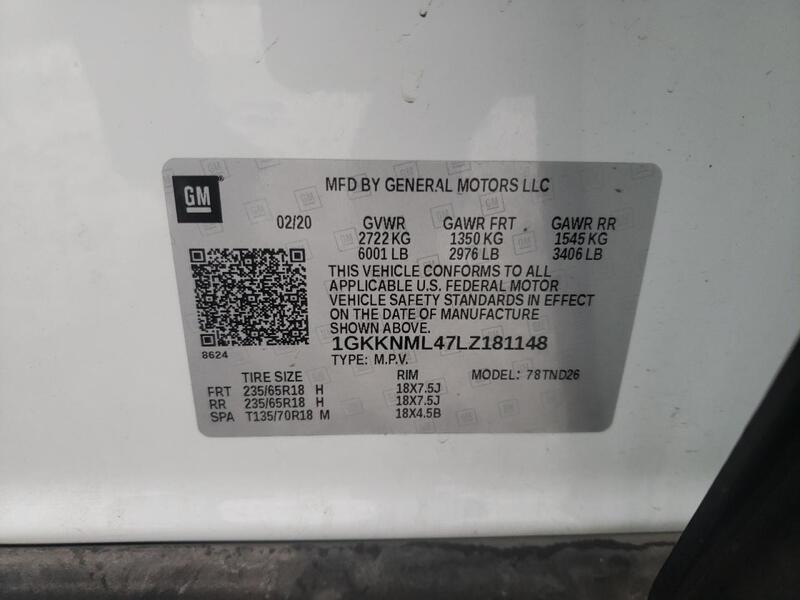 GM
MFD BY GENERAL MOTORS LLC
02/20 GVWR GAWR FRT GAWR RR
2722 KG 1350 KG 1545 KG
6001 LB 2976 LB 3406 LB
THIS VEHICLE CONFORMS TO ALL
APPLICABLE U.S. FEDERAL MOTOR
VEHICLE SAFETY STANDARDS IN EFFECT
ON THE DATE OF MANUFACTURE
SHOWN ABOVE.
8624
1GKKNML47LZ181148
TYPE: M.P.V.
TIRE SIZE RIM MODEL: 78TND26
FRT 235/65R18 H 18X7.5J
RR 235/65R18 H 18X7.5J
SPA T135/70R18 M 18X4.5B